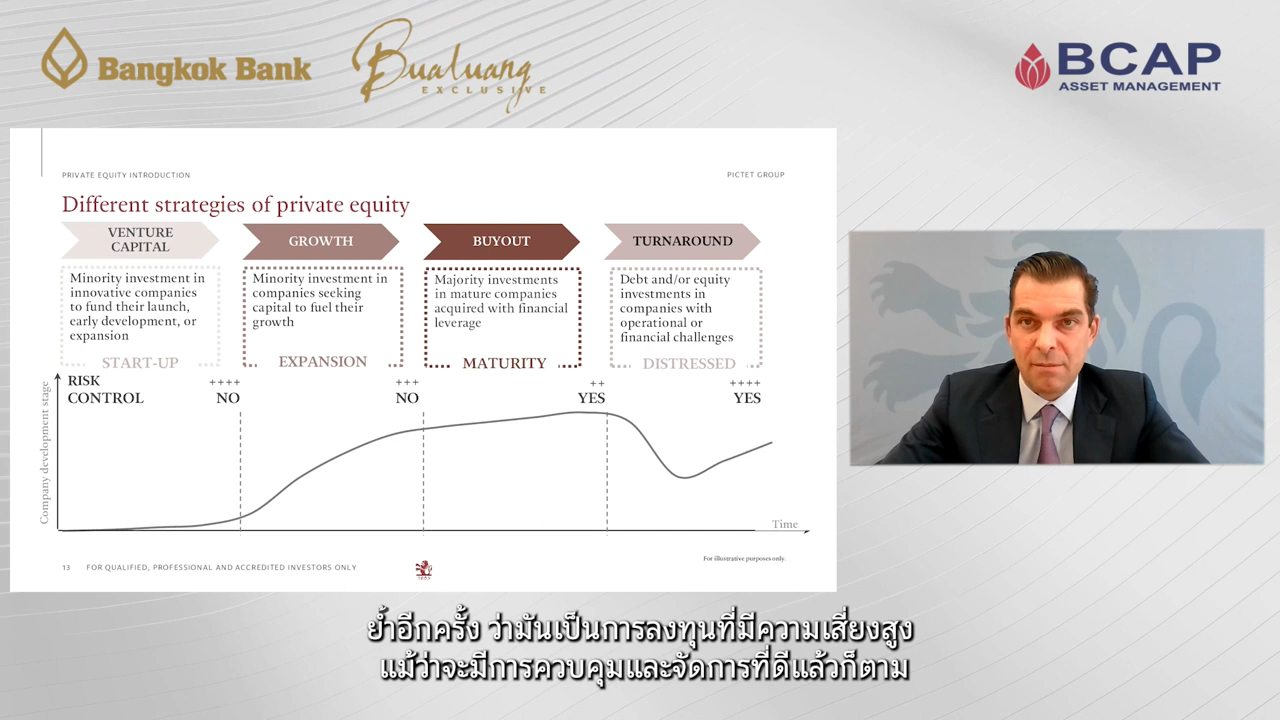 Bangkok Bank
Bualuang
EXCLUSIVE
BCAP
ASSET MANAGEMENT
PRIVATE EQUITY INTRODUCTION
PICTET GROUP
Different strategies of private equity
VENTURE
CAPITAL
GROWTH
BUYOUT
TURNAROUND
Minority investment in
innovative companies
to fund their launch,
early development, or
expansion
START-UP
Minority investment in
companies seeking
capital to fuel their
growth
EXPANSION
Majority investments
in mature companies
acquired with financial
leverage
MATURITY
Debt and/or equity
investments in
companies with
operational or
financial challenges
DISTRESSED
RISK ++++ +++ ++ ++++
CONTROL NO NO YES YES
Company development stage
Time
For illustrative purposes only.
13 FOR QUALIFIED, PROFESSIONAL AND ACCREDITED INVESTORS ONLY
1805
ย้ำอีกครั้ง ว่ามันเป็นการลงทุนที่มีความเสี่ยงสูง
แม้ว่าจะมีการควบคุมและจัดการที่ดีแล้วก็ตาม